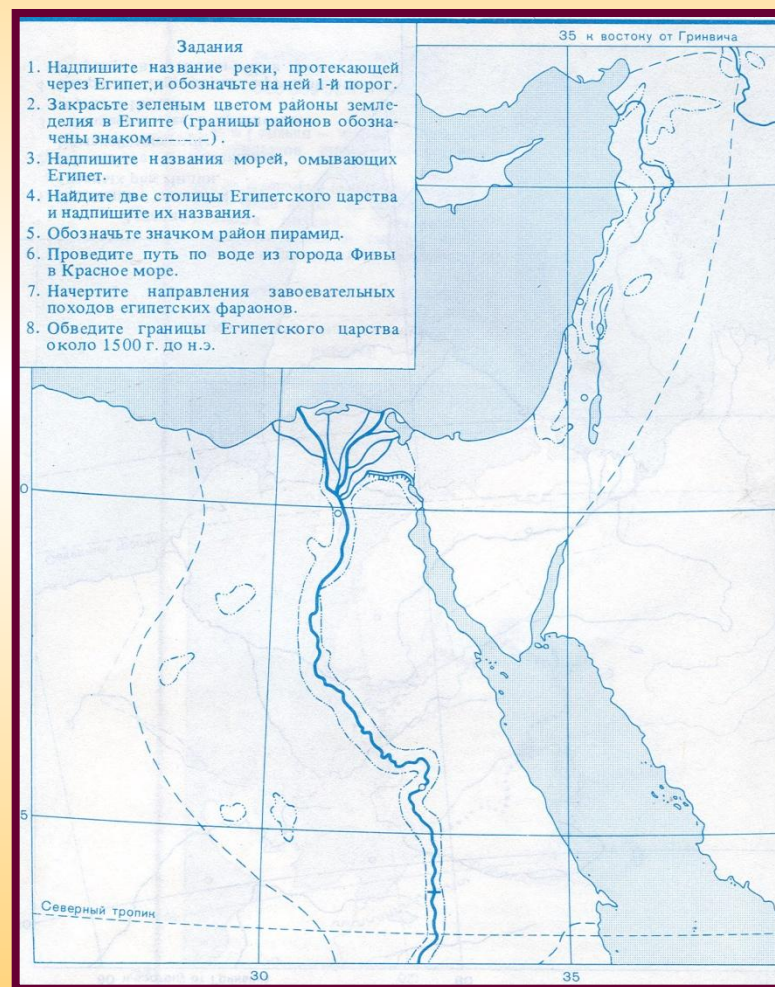 35 к востоку от Гринвича
Задания
1. Надпишите название реки, протекающей
через Египет,и обозначьте на ней 1-й порог.
2. Закрасьте зеленым цветом районы земле-
делия в Египте (границы районов обозна-
чены знаком ).
3. Надпишите названия морей, омывающих
Египет.
4. Найдите две столицы Египетского царства
и надпишите их названия.
5. Обозначьте значком район пирамид.
6. Проведите путь по воде из города Фивы
в Красное море.
7. Начертите направления завоевательных
походов египетских фараонов.
8. Обведите границы Египетского царства
около 1500 г. до н.э.
0
5
Северный тропик
30
35